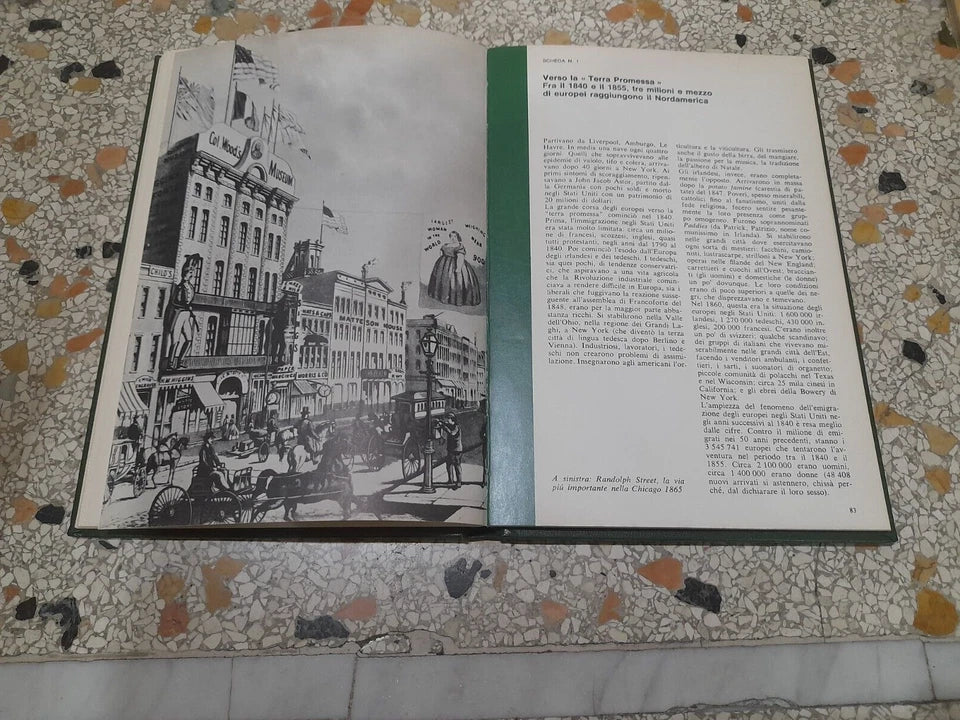 Col. Wood's
Museum
CHILD'S
MATTESON HOUSE
WOMAN
WORLD
SCHEDA N. 1
Verso la « Terra Promessa »
Fra il 1840 e il 1855, tre milioni e mezzo
di europei raggiungono il Nordamerica
Partivano da Liverpool, Amburgo, Le
Havre. In media una nave ogni quattro
giorni. Quelli che sopravvivevano alle
epidemie di vaiolo, tifo e colera, arriva-
vano dopo 40 giorni a New York. Ai
primi sintomi di scoraggiamento, ripen-
savano a John Jacob Astor, partito dal-
la Germania con pochi soldi e morto
negli Stati Uniti con un patrimonio di
20 milioni di dollari.
La grande corsa degli europei verso la
"terra promessa" cominciò nel 1840.
Prima, l'immigrazione negli Stati Uniti
era stata molto limitata, circa un milio-
ne di francesi, scozzesi, inglesi, quasi
tutti protestanti, negli anni dal 1790 al
1840. Poi cominciò l'esodo dall'Europa
degli irlandesi e dei tedeschi. I tedeschi,
sia quei pochi, di tendenze conservatri-
ci, che aspiravano a una vita agricola
che la Rivoluzione industriale comin-
ciava a rendere difficile in Europa, sia i
liberali che fuggivano la reazione susse-
guente all'assemblea di Francoforte del
1848, erano per la maggior parte abba-
stanza ricchi. Si stabilirono nella Valle
dell'Ohio, nella regione dei Grandi La-
ghi, a New York (che diventò la terza
città di lingua tedesca dopo Berlino e
Vienna). Industriosi, lavoratori, i tede-
schi non crearono problemi di assimi-
lazione. Insegnarono agli americani l'or-
ticultura e la viticultura. Gli trasmisero
anche il gusto della birra, del mangiare,
la passione per la musica, la tradizione
dell'albero di Natale.
Gli irlandesi, invece, erano completa-
mente l'opposto. Arrivarono in massa
dopo la potato famine (carestia di pa-
tate) del 1847. Poveri, spesso miserabili,
cattolici fino al fanatismo, uniti dalla
fede religiosa, fecero sentire pesante-
mente la loro presenza come grup-
po omogeneo. Furono soprannominati
Paddies (da Patrick, Patrizio, nome co-
munissimo in Irlanda). Si stabilirono
nelle grandi città dove esercitavano
ogni sorta di mestieri: facchini, camio-
nisti, lustrascarpe, strilloni a New York;
operai nelle filande del New England;
carrettieri e cuochi all'Ovest; braccian-
ti (gli uomini) e domestiche (le donne)
un po' dovunque. Le loro condizioni
erano di poco superiori a quelle dei ne-
gri, che disprezzavano e temevano.
Nel 1860, questa era la situazione degli
europei negli Stati Uniti: 1 600 000 ir-
landesi, 1 270 000 tedeschi, 430 000 in-
glesi, 200 000 francesi. C'erano inoltre
un po' di svizzeri; qualche scandinavo;
dei gruppi di italiani che vivevano mi-
serabilmente nelle grandi città dell'Est,
facendo i venditori ambulanti, i confet-
tieri, i sarti, i suonatori di organetto;
piccole comunità di polacchi nel Texas
e nel Wisconsin; circa 25 mila cinesi in
California; e gli ebrei della Bowery di
New York.
L'ampiezza del fenomeno dell'emigra-
zione degli europei negli Stati Uniti ne-
gli anni successivi al 1840 è resa meglio
dalle cifre. Contro il milione di emi-
grati nei 50 anni precedenti, stanno i
3 545 741 europei che tentarono l'av-
ventura nel periodo tra il 1840 e il
1855. Circa 2 100 000 erano uomini,
circa 1 400 000 erano donne (48 408
nuovi arrivati si astennero, chissà per-
ché, dal dichiarare il loro sesso).
A sinistra: Randolph Street, la via
più importante nella Chicago 1865
83